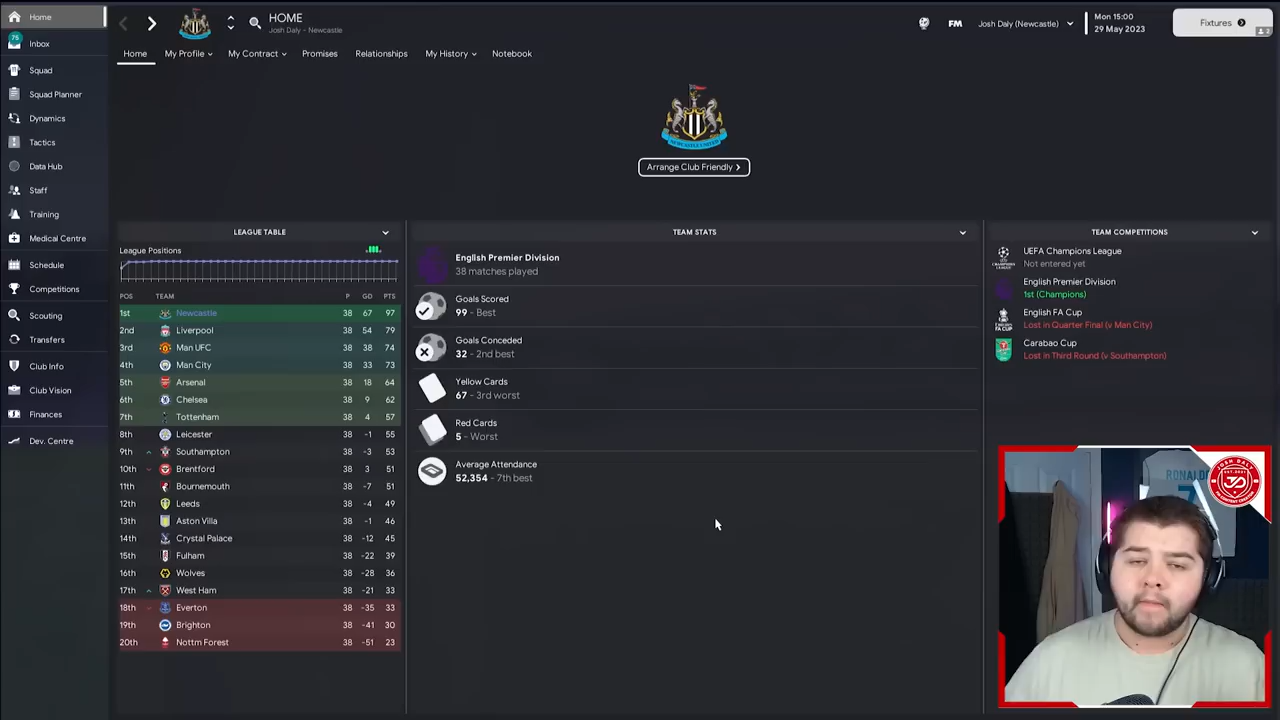 Home
HOME
Josh Daly - Newcastle
FM
Josh Daly (Newcastle)
Mon 15:00
29 May 2023
Fixtures
2
75
Inbox
Squad
Squad Planner
Dynamics
Tactics
Data Hub
Staff
Training
Medical Centre
Schedule
Competitions
Scouting
Transfers
Club Info
Club Vision
Finances
Dev. Centre
Home My Profile My Contract Promises Relationships My History Notebook
NEWCASTLE UNITED
Arrange Club Friendly
LEAGUE TABLE
League Positions
POS TEAM P GD PTS
1st Newcastle 38 67 97
2nd Liverpool 38 54 79
3rd Man UFC 38 38 74
4th Man City 38 33 73
5th Arsenal 38 18 64
6th Chelsea 38 9 62
7th Tottenham 38 4 57
8th Leicester 38 -1 55
9th Southampton 38 -3 53
10th Brentford 38 3 51
11th Bournemouth 38 -7 51
12th Leeds 38 -4 49
13th Aston Villa 38 -1 46
14th Crystal Palace 38 -12 45
15th Fulham 38 -22 39
16th Wolves 38 -28 36
17th West Ham 38 -21 33
18th Everton 38 -35 33
19th Brighton 38 -41 30
20th Nottm Forest 38 -51 23
TEAM STATS
English Premier Division
38 matches played
Goals Scored
99 - Best
Goals Conceded
32 - 2nd best
Yellow Cards
67 - 3rd worst
Red Cards
5 - Worst
Average Attendance
52,354 - 7th best
TEAM COMPETITIONS
UEFA Champions League
Not entered yet
English Premier Division
1st (Champions)
English FA Cup
Lost in Quarter Final (v Man City)
Carabao Cup
Lost in Third Round (v Southampton)
RONALDO
7
JOSH DALY
JD